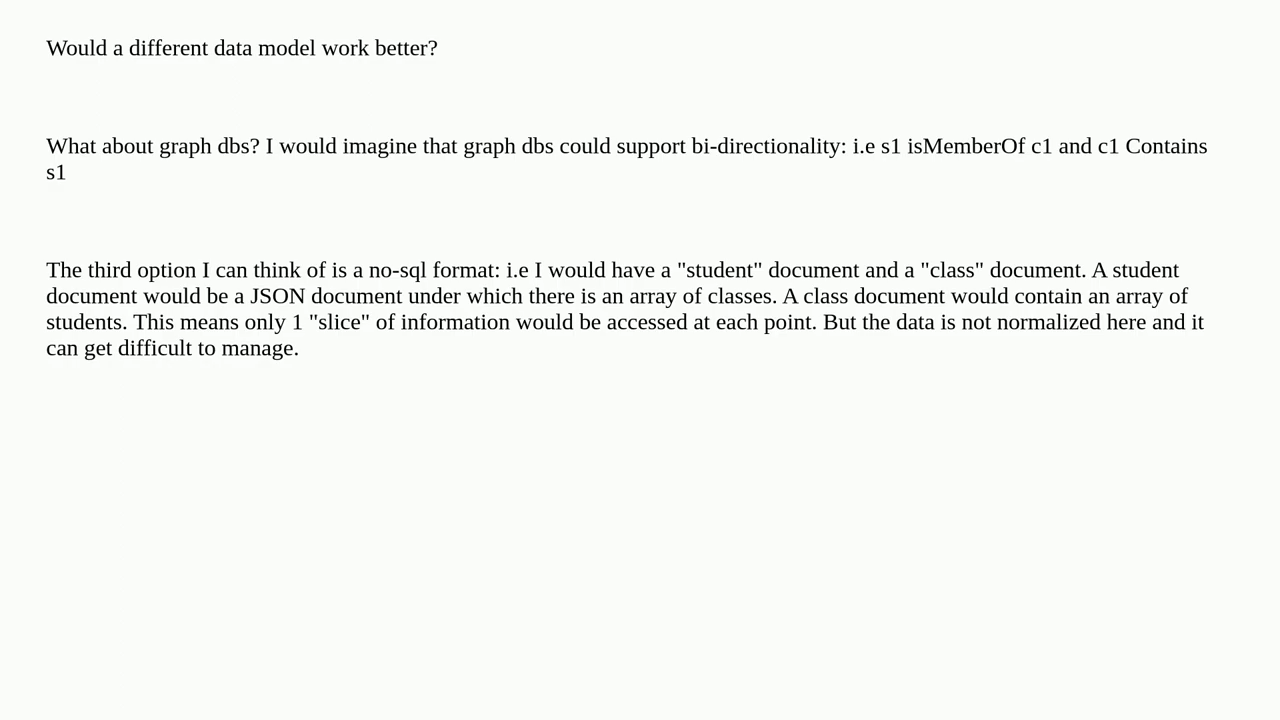 Would a different data model work better?
What about graph dbs? I would imagine that graph dbs could support bi-directionality: i.e s1 isMemberOf c1 and c1 Contains
s1
The third option I can think of is a no-sql format: i.e I would have a "student" document and a "class" document. A student
document would be a JSON document under which there is an array of classes. A class document would contain an array of
students. This means only 1 "slice" of information would be accessed at each point. But the data is not normalized here and it
can get difficult to manage.